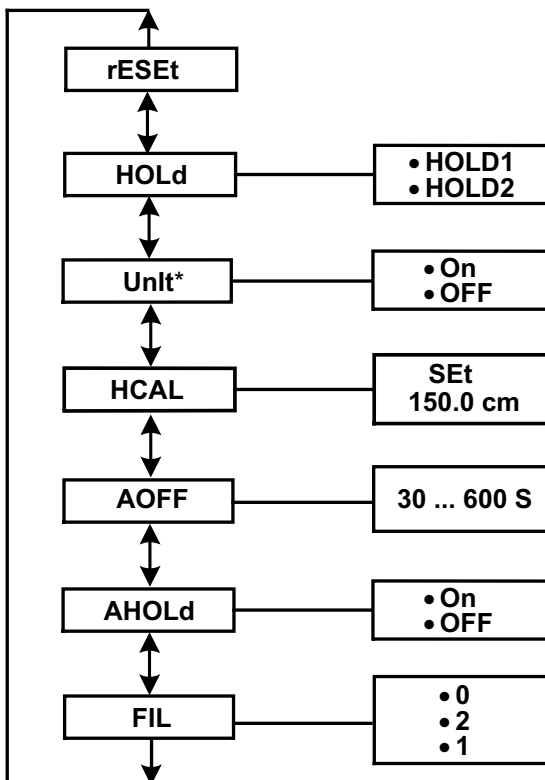 rESEt
HOLd
• HOLD1
• HOLD2
UnIt*
• On
• OFF
HCAL
SEt
150.0 cm
AOFF
30 ... 600 S
AHOLd
• On
• OFF
FIL
• 0
• 2
• 1